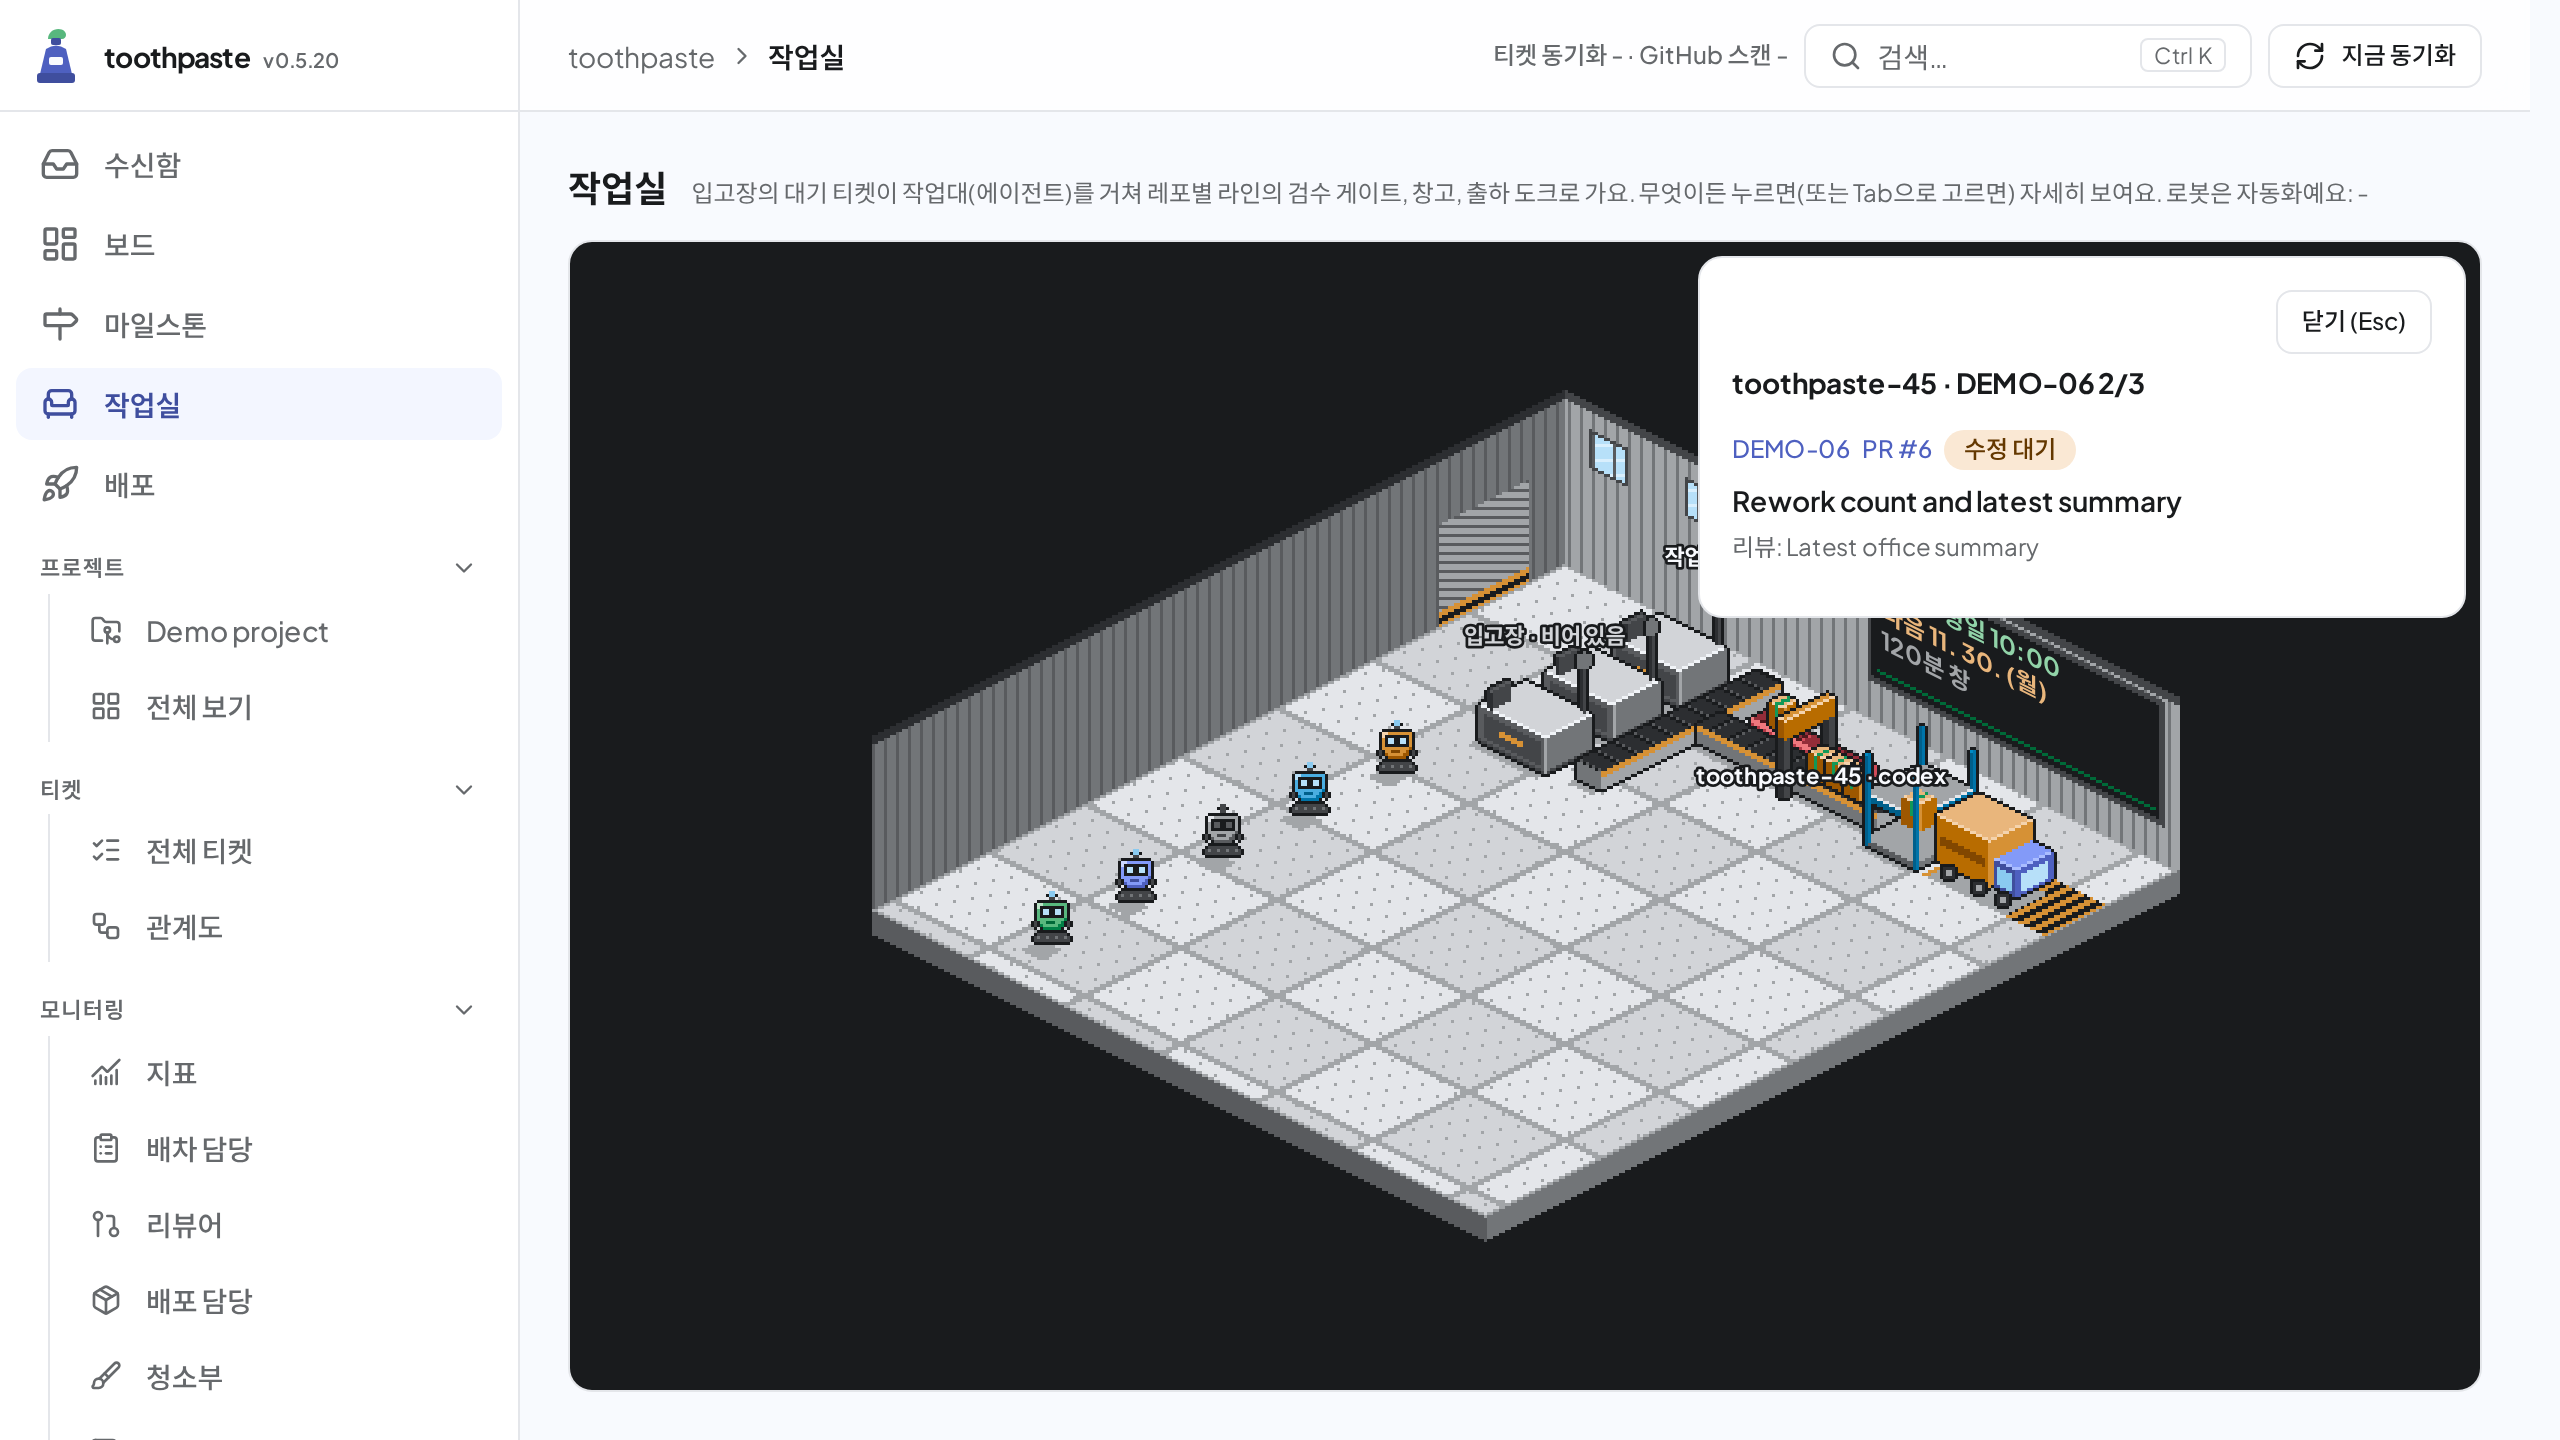 toothpaste v0.5.20
toothpaste > 작업실
티켓 동기화 - · GitHub 스캔 -
검색...
Ctrl K
지금 동기화
수신함
보드
마일스톤
작업실
배포
프로젝트
Demo project
전체 보기
티켓
전체 티켓
관계도
모니터링
지표
배차 담당
리뷰어
배포 담당
청소부
작업실
입고장의 대기 티켓이 작업대(에이전트)를 거쳐 레포별 라인의 검수 게이트, 창고, 출하 도크로 가요. 무엇이든 누르면(또는 Tab으로 고르면) 자세히 보여요. 로봇은 자동화예요: -
닫기 (Esc)
toothpaste-45 · DEMO-06 2/3
DEMO-06 PR #6 수정 대기
Rework count and latest summary
리뷰: Latest office summary
입고장 · 비어 있음
10:00
11. 30. (월)
120분 창
toothpaste-45 · codex